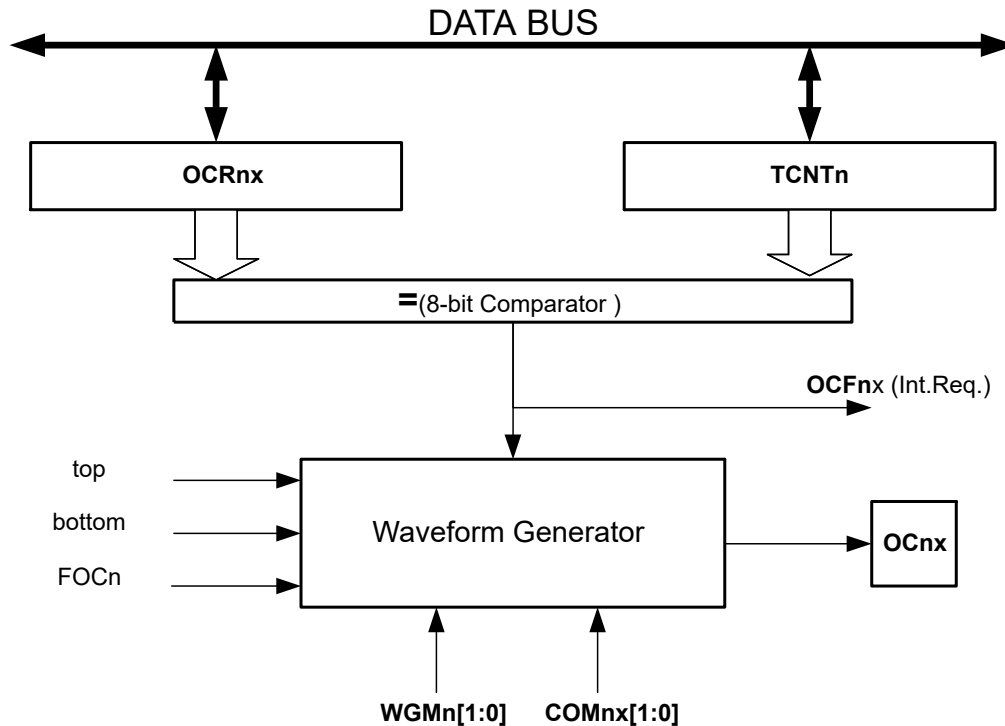 DATA BUS
OCRnx
TCNTn
=(8-bit Comparator )
OCFnx (Int.Req.)
top
bottom
FOCn
Waveform Generator
OCnx
WGMn[1:0]
COMnx[1:0]